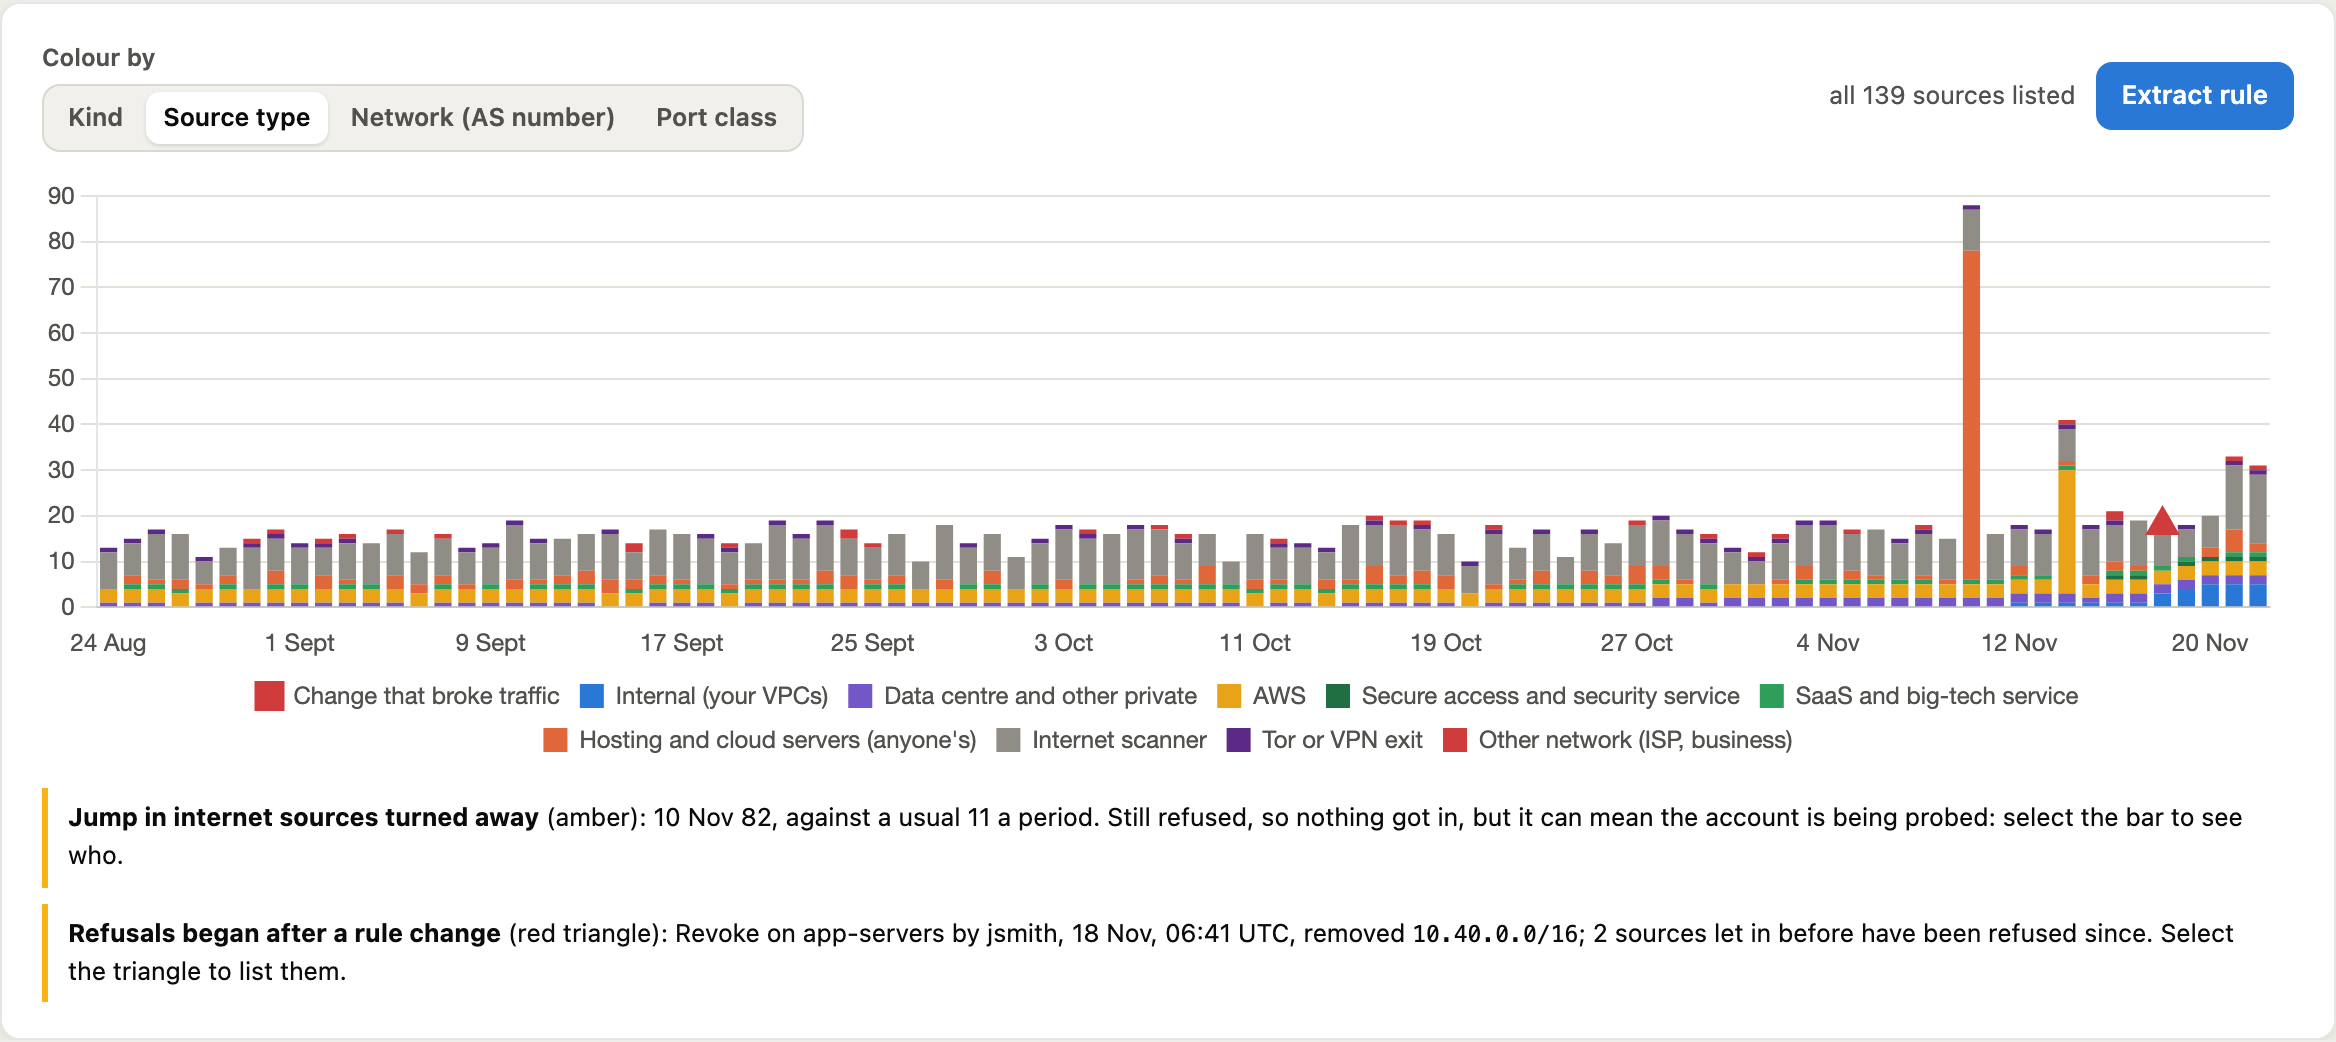 Colour by
Kind Source type Network (AS number) Port class
all 139 sources listed Extract rule
90
80
70
60
50
40
30
20
10
0
24 Aug 1 Sept 9 Sept 17 Sept 25 Sept 3 Oct 11 Oct 19 Oct 27 Oct 4 Nov 12 Nov 20 Nov
Change that broke traffic Internal (your VPCs) Data centre and other private AWS Secure access and security service SaaS and big-tech service
Hosting and cloud servers (anyone's) Internet scanner Tor or VPN exit Other network (ISP, business)
Jump in internet sources turned away (amber): 10 Nov 82, against a usual 11 a period. Still refused, so nothing got in, but it can mean the account is being probed: select the bar to see
who.
Refusals began after a rule change (red triangle): Revoke on app-servers by jsmith, 18 Nov, 06:41 UTC, removed 10.40.0.0/16; 2 sources let in before have been refused since. Select
the triangle to list them.